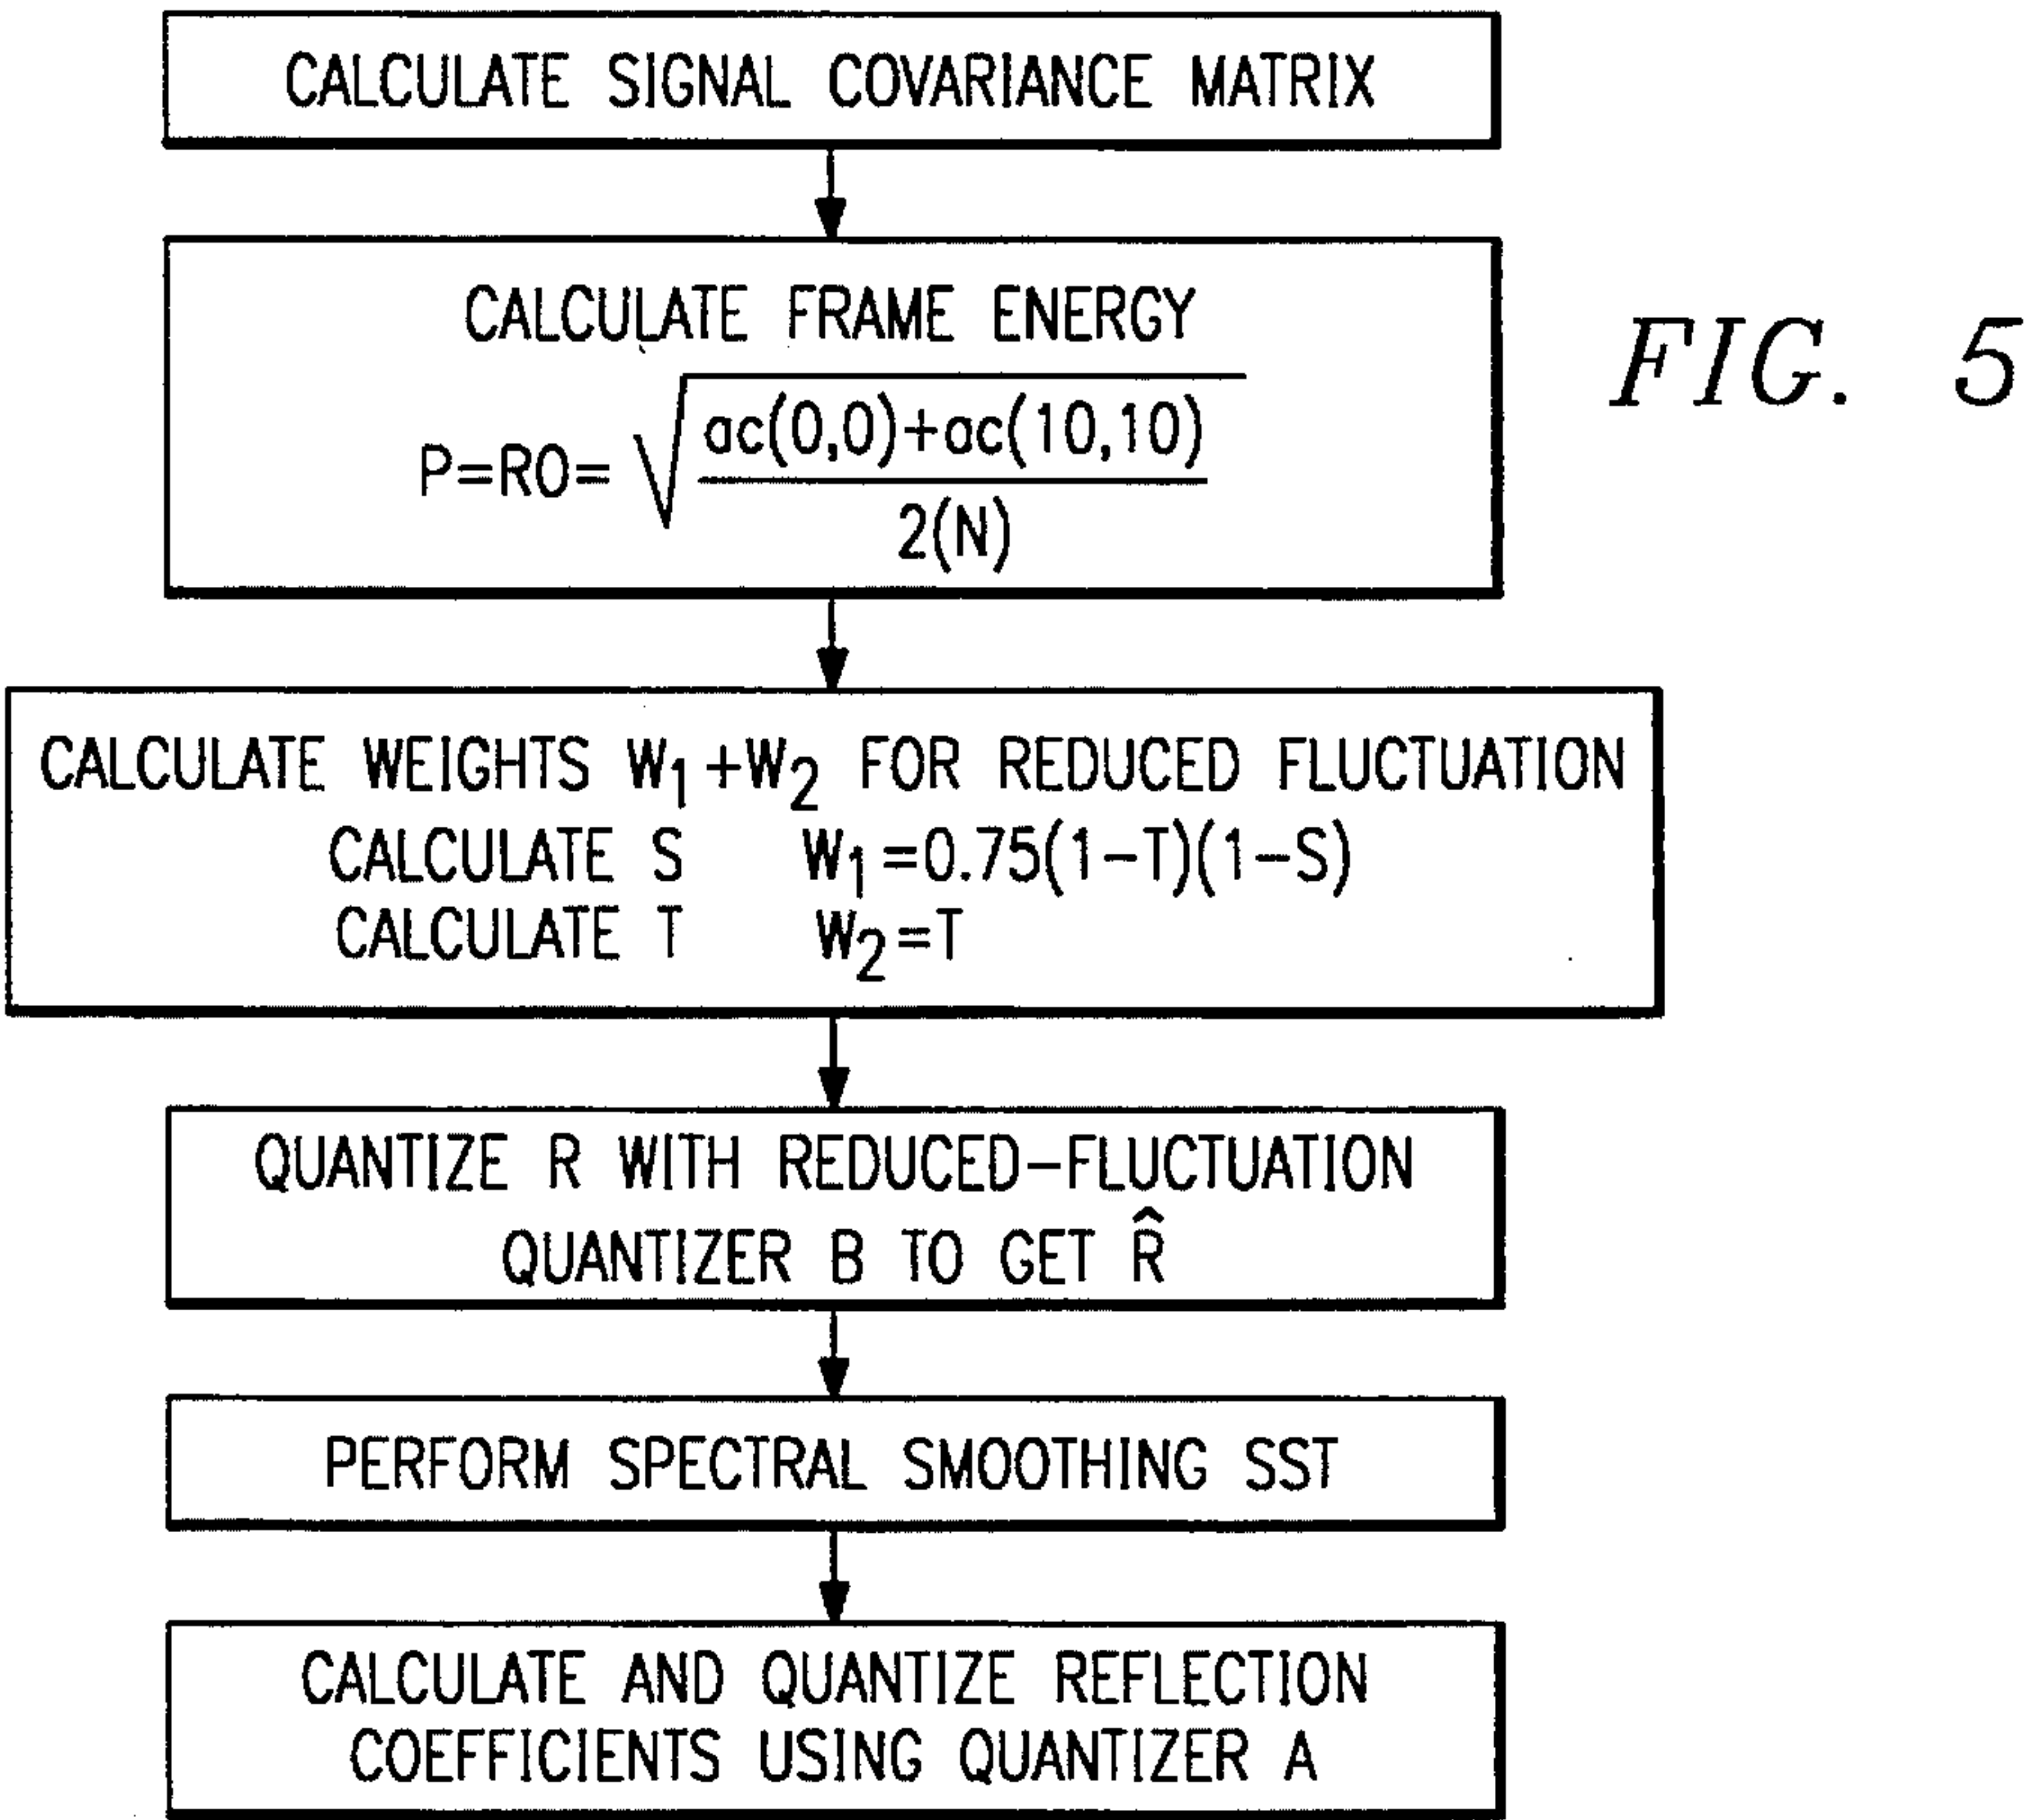 CALCULATE SIGNAL COVARIANCE MATRIX
CALCULATE FRAME ENERGY
P=RO= √ ac(0,0)+ac(10,10)
2(N)
FIG. 5
CALCULATE WEIGHTS W₁+W₂ FOR REDUCED FLUCTUATION
CALCULATE S W₁=0.75(1-T)(1-S)
CALCULATE T W₂=T
QUANTIZE R WITH REDUCED-FLUCTUATION
QUANTIZER B TO GET R̂
PERFORM SPECTRAL SMOOTHING SST
CALCULATE AND QUANTIZE REFLECTION
COEFFICIENTS USING QUANTIZER A